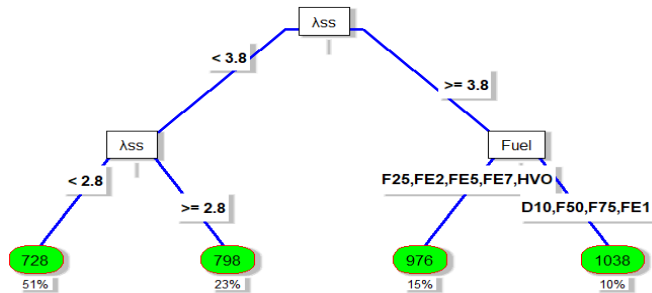 λss
< 3.8
>= 3.8
λss
Fuel
< 2.8
>= 2.8
F25,FE2,FE5,FE7,HVO
D10,F50,F75,FE1
728
798
976
1038
51%
23%
15%
10%